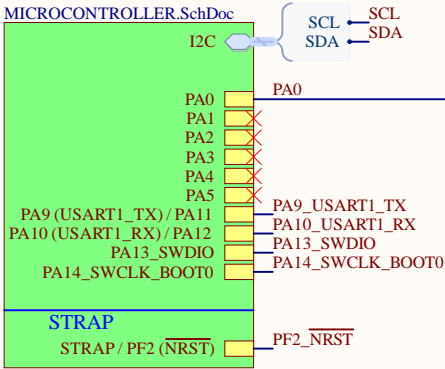 MICROCONTROLLER.SchDoc
I2C
SCL SCL
SDA SDA
PA0 PA0
PA1
PA2
PA3
PA4
PA5
PA9 (USART1_TX) / PA11 PA9_USART1_TX
PA10 (USART1_RX) / PA12 PA10_USART1_RX
PA13_SWDIO PA13_SWDIO
PA14_SWCLK_BOOT0 PA14_SWCLK_BOOT0
STRAP
STRAP / PF2 (NRST) PF2_NRST